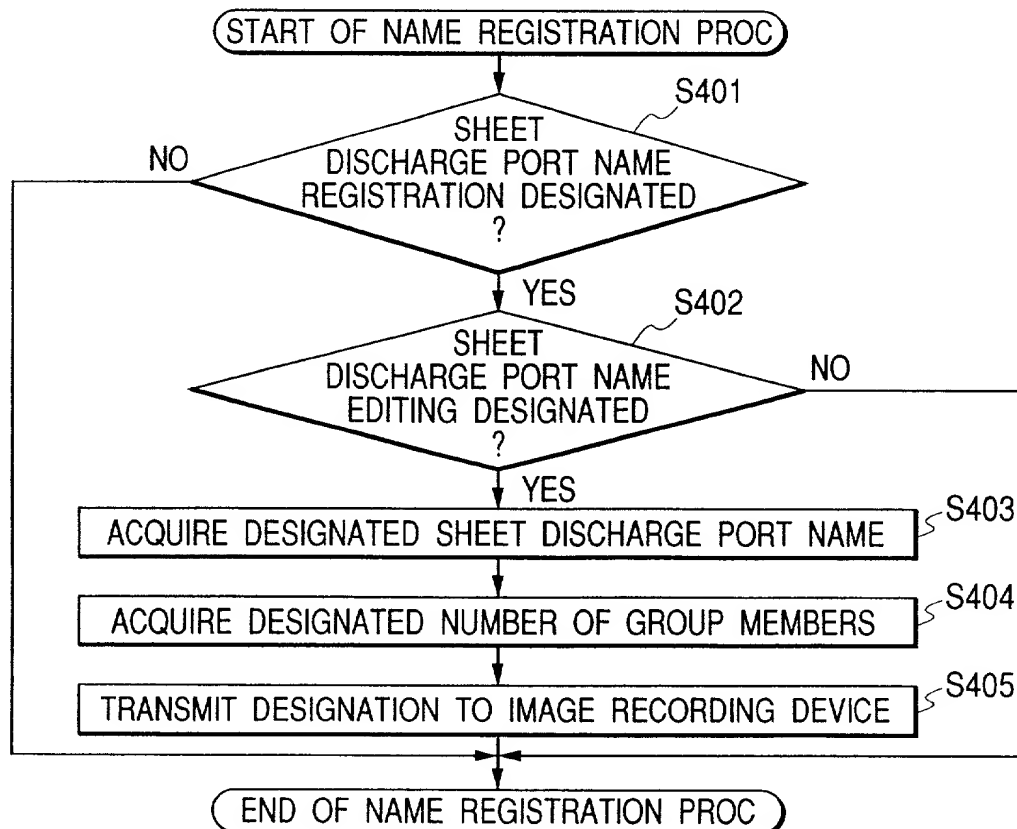 START OF NAME REGISTRATION PROC
S401
SHEET
DISCHARGE PORT NAME
REGISTRATION DESIGNATED
?
NO
YES
S402
SHEET
DISCHARGE PORT NAME
EDITING DESIGNATED
?
NO
YES
S403
ACQUIRE DESIGNATED SHEET DISCHARGE PORT NAME
S404
ACQUIRE DESIGNATED NUMBER OF GROUP MEMBERS
S405
TRANSMIT DESIGNATION TO IMAGE RECORDING DEVICE
END OF NAME REGISTRATION PROC